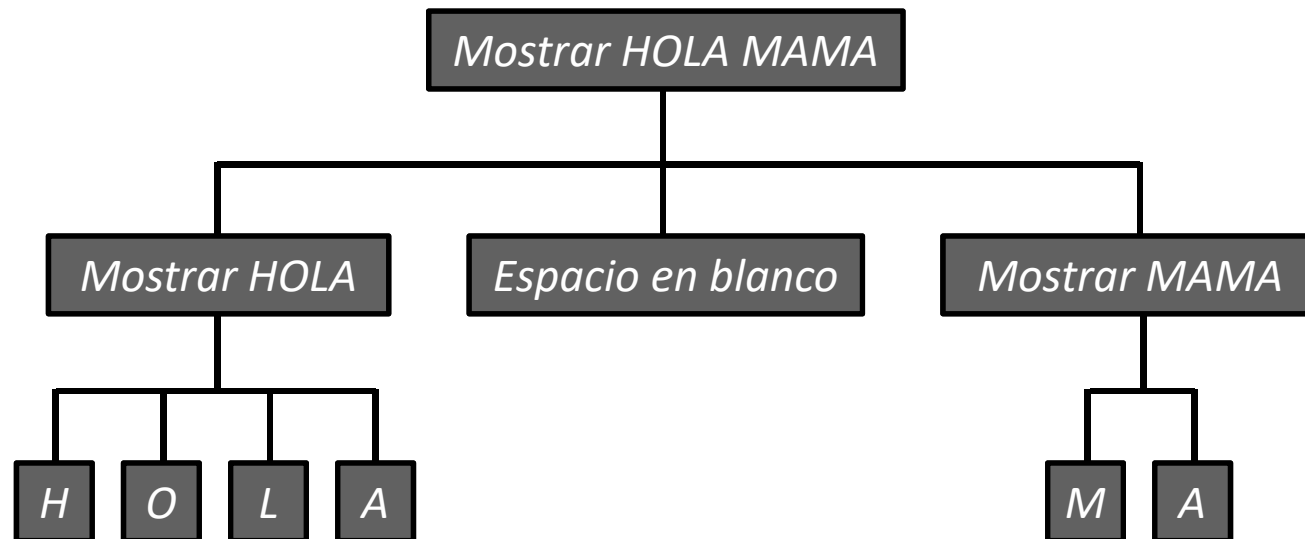 Mostrar HOLA MAMA
Mostrar HOLA
Espacio en blanco
Mostrar MAMA
H
O
L
A
M
A